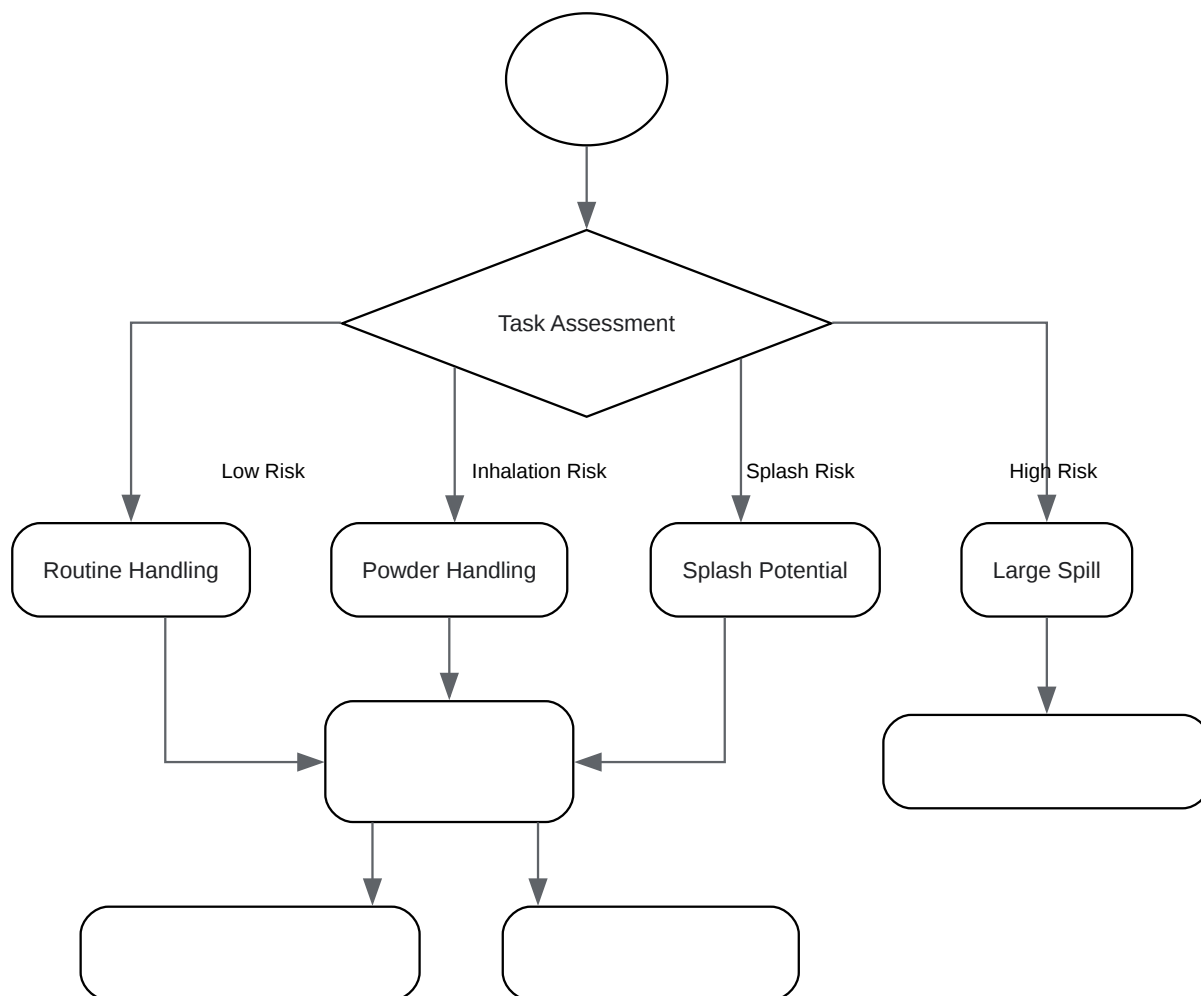 Task Assessment
Low Risk
Inhalation Risk
Splash Risk
High Risk
Routine Handling
Powder Handling
Splash Potential
Large Spill